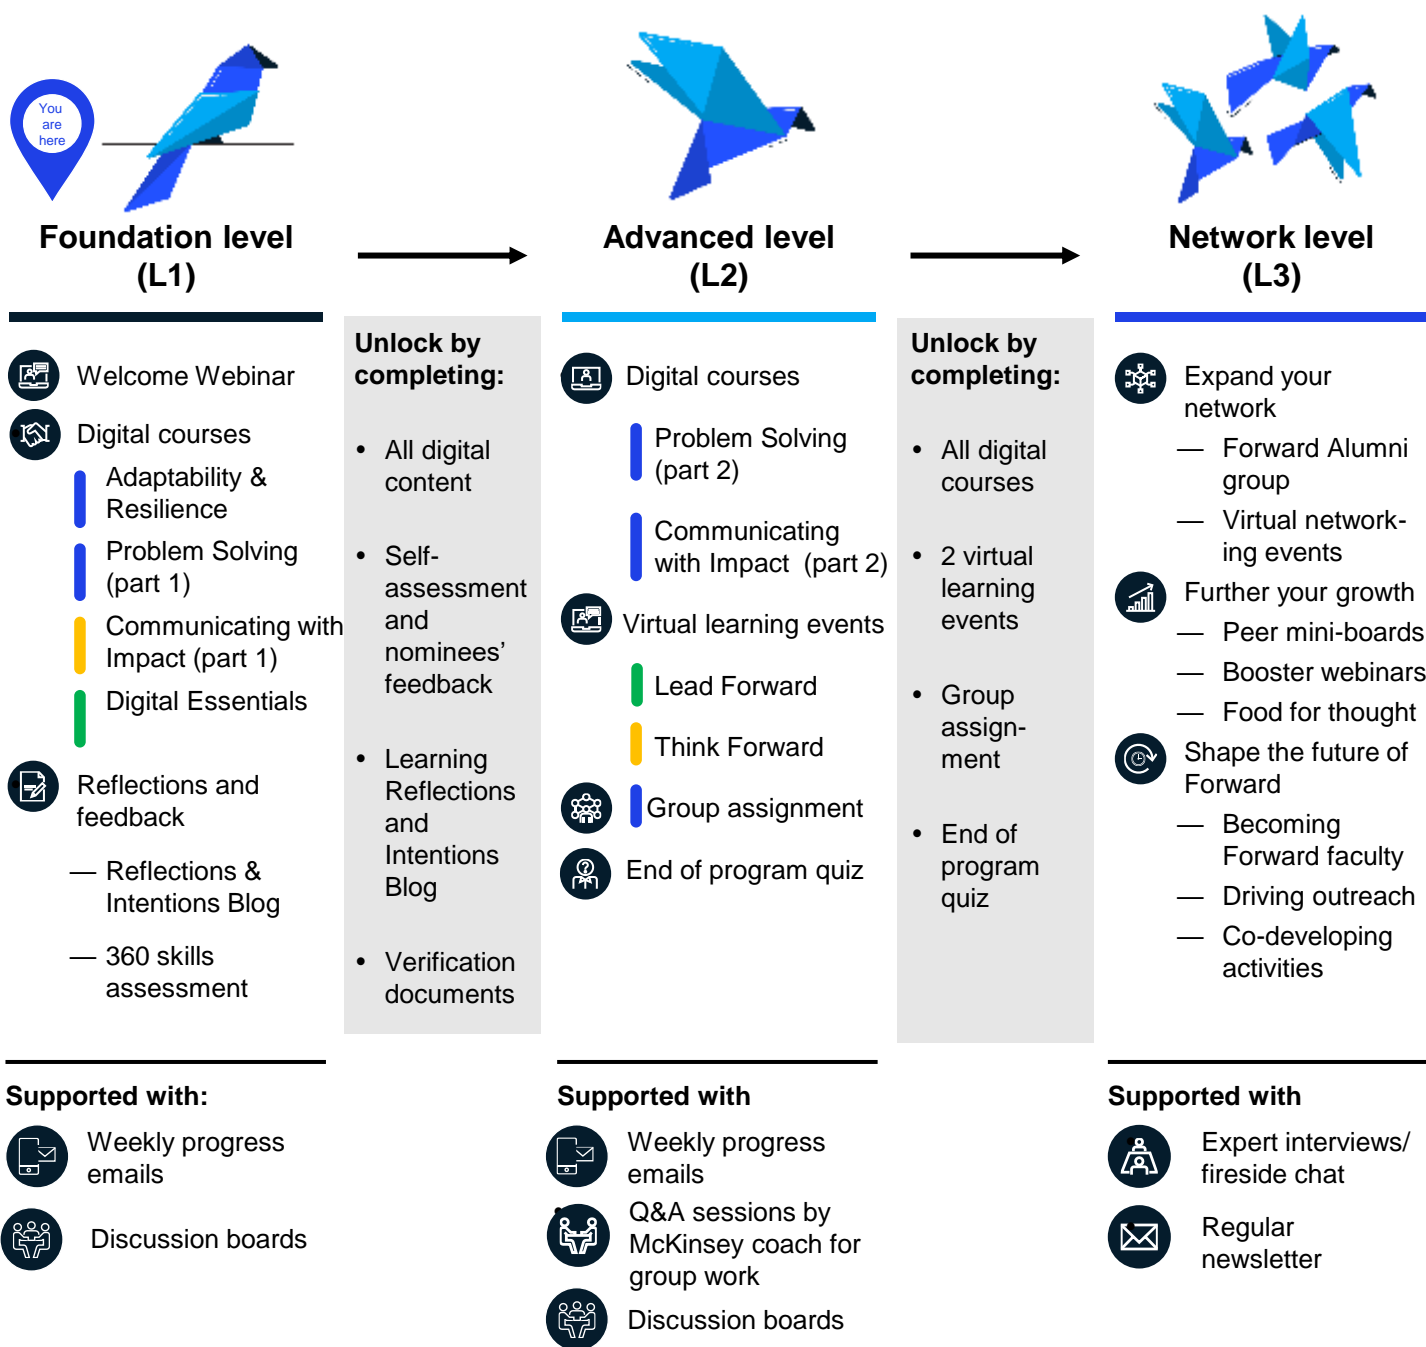 You
are
here
Foundation level
(L1)
Welcome Webinar
Digital courses
Adaptability &
Resilience
Problem Solving
(part 1)
Communicating with
Impact (part 1)
Digital Essentials
Reflections and
feedback
— Reflections &
Intentions Blog
— 360 skills
assessment
Supported with:
Weekly progress
emails
Discussion boards
Unlock by
completing:
• All digital
content
• Self-
assessment
and
nominees’
feedback
• Learning
Reflections
and
Intentions
Blog
• Verification
documents
Advanced level
(L2)
Digital courses
Problem Solving
(part 2)
Communicating
with Impact (part 2)
Virtual learning events
Lead Forward
Think Forward
Group assignment
End of program quiz
Supported with
Weekly progress
emails
Q&A sessions by
McKinsey coach for
group work
Discussion boards
Unlock by
completing:
• All digital
courses
• 2 virtual
learning
events
• Group
assign-
ment
• End of
program
quiz
Network level
(L3)
Expand your
network
— Forward Alumni
group
— Virtual network-
ing events
Further your growth
— Peer mini-boards
— Booster webinars
— Food for thought
Shape the future of
Forward
— Becoming
Forward faculty
— Driving outreach
— Co-developing
activities
Supported with
Expert interviews/
fireside chat
Regular
newsletter